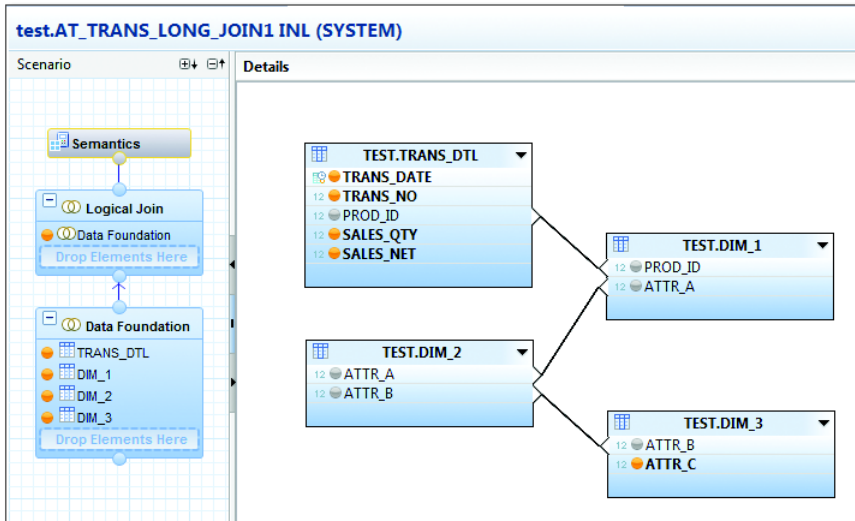 test.AT_TRANS_LONG_JOIN1 INL (SYSTEM)
Scenario
Details
Semantics
Logical Join
Data Foundation
Drop Elements Here
Data Foundation
TRANS_DTL
DIM_1
DIM_2
DIM_3
Drop Elements Here
TEST.TRANS_DTL
TRANS_DATE
12 TRANS_NO
12 PROD_ID
12 SALES_QTY
12 SALES_NET
TEST.DIM_1
12 PROD_ID
12 ATTR_A
TEST.DIM_2
12 ATTR_A
12 ATTR_B
TEST.DIM_3
12 ATTR_B
12 ATTR_C